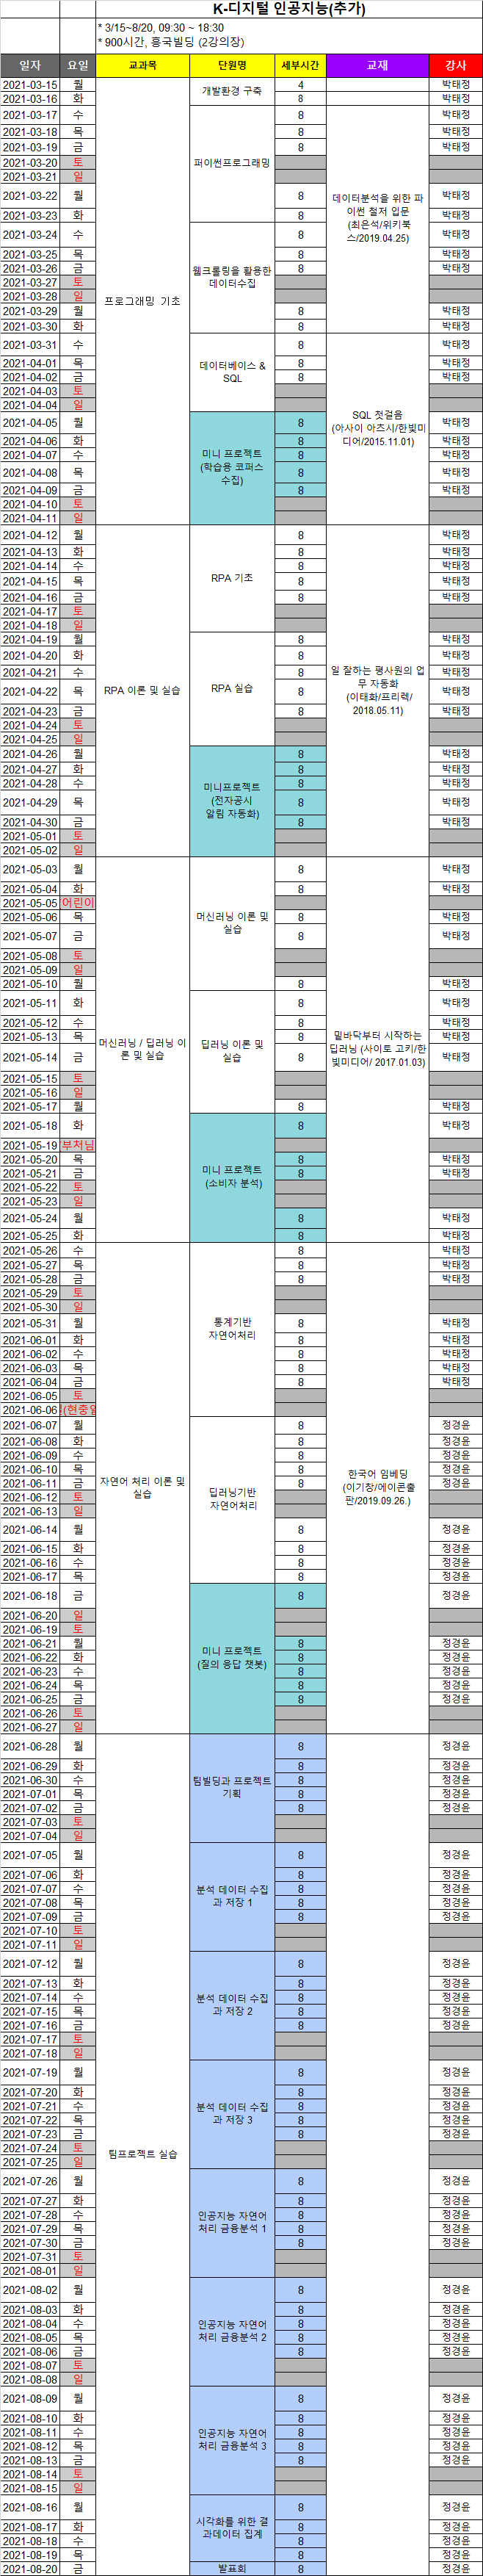 K-디지털 인공지능(추가)
* 3/15~8/20, 09:30 ~ 18:30
* 900시간, 흥국빌딩 (2강의장)
일자 요일 교과목 단원명 세부시간 교재 강사
2021-03-15 월 개발환경 구축 4 박태정
2021-03-16 화 8 박태정
2021-03-17 수 8 박태정
2021-03-18 목 8 박태정
2021-03-19 금 8 박태정
2021-03-20 토 퍼이썬프로그래밍
2021-03-21 일
2021-03-22 월 8 데이터분석을 위한 파 박태정
이썬 철저 입문
2021-03-23 화 8 (최은석/위키북 박태정
2021-03-24 수 8 스/2019.04.25) 박태정
2021-03-25 목 8 박태정
2021-03-26 금 웹크롤링을 활용한 8 박태정
2021-03-27 토 데이터수집
2021-03-28 일 프로그래밍 기초
2021-03-29 월 8 박태정
2021-03-30 화 8 박태정
2021-03-31 수 8 박태정
2021-04-01 목 데이터베이스 & 8 박태정
2021-04-02 금 SQL 8 박태정
2021-04-03 토
2021-04-04 일
2021-04-05 월 8 SQL 첫걸음 박태정
2021-04-06 화 8 (아사이 아츠시/한빛미 박태정
2021-04-07 수 미니 프로젝트 8 디어/2015.11.01) 박태정
2021-04-08 목 (학습용 코퍼스 8 박태정
수집)
2021-04-09 금 8 박태정
2021-04-10 토
2021-04-11 일
2021-04-12 월 8 박태정
2021-04-13 화 8 박태정
2021-04-14 수 8 박태정
2021-04-15 목 RPA 기초 8 박태정
2021-04-16 금 8 박태정
2021-04-17 토
2021-04-18 일
2021-04-19 월 8 박태정
2021-04-20 화 8 박태정
2021-04-21 수 8 일 잘하는 평사원의 업 박태정
2021-04-22 목 RPA 이론 및 실습 RPA 실습 8 무 자동화 박태정
(이태화/프리렉/
2021-04-23 금 8 2018.05.11) 박태정
2021-04-24 토
2021-04-25 일
2021-04-26 월 8 박태정
2021-04-27 화 8 박태정
2021-04-28 수 미니프로젝트 8 박태정
2021-04-29 목 (전자공시 8 박태정
2021-04-30 금 알림 자동화) 8 박태정
2021-05-01 토
2021-05-02 일
2021-05-03 월 8 박태정
2021-05-04 화 8 박태정
2021-05-05 어린이
2021-05-06 목 머신러닝 이론 및 8 박태정
2021-05-07 금 실습 8 박태정
2021-05-08 토
2021-05-09 일
2021-05-10 월 8 박태정
2021-05-11 화 8 박태정
2021-05-12 수 8 박태정
2021-05-13 목 머신러닝 / 딥러닝 이 딥러닝 이론 및 8 밑바닥부터 시작하는 박태정
2021-05-14 금 론 및 실습 실습 8 딥러닝 (사이토 고키/한 박태정
빛미디어/ 2017.01.03)
2021-05-15 토
2021-05-16 일
2021-05-17 월 8 박태정
2021-05-18 화 8 박태정
2021-05-19 부처님
2021-05-20 목 8 박태정
2021-05-21 금 미니 프로젝트 8 박태정
2021-05-22 토 (소비자 분석)
2021-05-23 일
2021-05-24 월 8 박태정
2021-05-25 화 8 박태정
2021-05-26 수 8 박태정
2021-05-27 목 8 박태정
2021-05-28 금 8 박태정
2021-05-29 토
2021-05-30 일
2021-05-31 월 통계기반 8 박태정
2021-06-01 화 자연어처리 8 박태정
2021-06-02 수 8 박태정
2021-06-03 목 8 박태정
2021-06-04 금 8 박태정
2021-06-05 토
2021-06-06 일(현중일
2021-06-07 월 8 정경윤
2021-06-08 화 8 정경윤
2021-06-09 수 8 정경윤
2021-06-10 목 8 한국어 임베딩 정경윤
2021-06-11 금 자연어 처리 이론 및 딥러닝기반 8 (이기창/에이콘출 정경윤
2021-06-12 토 실습 자연어처리 판/2019.09.26.)
2021-06-13 일
2021-06-14 월 8 정경윤
2021-06-15 화 8 정경윤
2021-06-16 수 8 정경윤
2021-06-17 목 8 정경윤
2021-06-18 금 8 정경윤
2021-06-20 일
2021-06-19 토
2021-06-21 월 미니 프로젝트 8 정경윤
2021-06-22 화 (질의 응답 챗봇) 8 정경윤
2021-06-23 수 8 정경윤
2021-06-24 목 8 정경윤
2021-06-25 금 8 정경윤
2021-06-26 토
2021-06-27 일
2021-06-28 월 8 정경윤
2021-06-29 화 8 정경윤
2021-06-30 수 팀빌딩과 프로젝트 8 정경윤
2021-07-01 목 기획 8 정경윤
2021-07-02 금 8 정경윤
2021-07-03 토
2021-07-04 일
2021-07-05 월 8 정경윤
2021-07-06 화 8 정경윤
2021-07-07 수 분석 데이터 수집 8 정경윤
2021-07-08 목 과 저장 1 8 정경윤
2021-07-09 금 8 정경윤
2021-07-10 토
2021-07-11 일
2021-07-12 월 8 정경윤
2021-07-13 화 8 정경윤
2021-07-14 수 분석 데이터 수집 8 정경윤
2021-07-15 목 과 저장 2 8 정경윤
2021-07-16 금 8 정경윤
2021-07-17 토
2021-07-18 일
2021-07-19 월 8 정경윤
2021-07-20 화 8 정경윤
2021-07-21 수 분석 데이터 수집 8 정경윤
2021-07-22 목 과 저장 3 8 정경윤
2021-07-23 금 8 정경윤
2021-07-24 토 팀프로젝트 실습
2021-07-25 일
2021-07-26 월 8 정경윤
2021-07-27 화 8 정경윤
2021-07-28 수 인공지능 자연어 8 정경윤
2021-07-29 목 처리 금융분석 1 8 정경윤
2021-07-30 금 8 정경윤
2021-07-31 토
2021-08-01 일
2021-08-02 월 8 정경윤
2021-08-03 화 8 정경윤
2021-08-04 수 인공지능 자연어 8 정경윤
2021-08-05 목 처리 금융분석 2 8 정경윤
2021-08-06 금 8 정경윤
2021-08-07 토
2021-08-08 일
2021-08-09 월 8 정경윤
2021-08-10 화 8 정경윤
2021-08-11 수 인공지능 자연어 8 정경윤
2021-08-12 목 처리 금융분석 3 8 정경윤
2021-08-13 금 8 정경윤
2021-08-14 토
2021-08-15 일
2021-08-16 월 8 정경윤
2021-08-17 화 시각화를 위한 결 8 정경윤
2021-08-18 수 과데이터 집계 8 정경윤
2021-08-19 목 8 정경윤
2021-08-20 금 발표회 8 정경윤